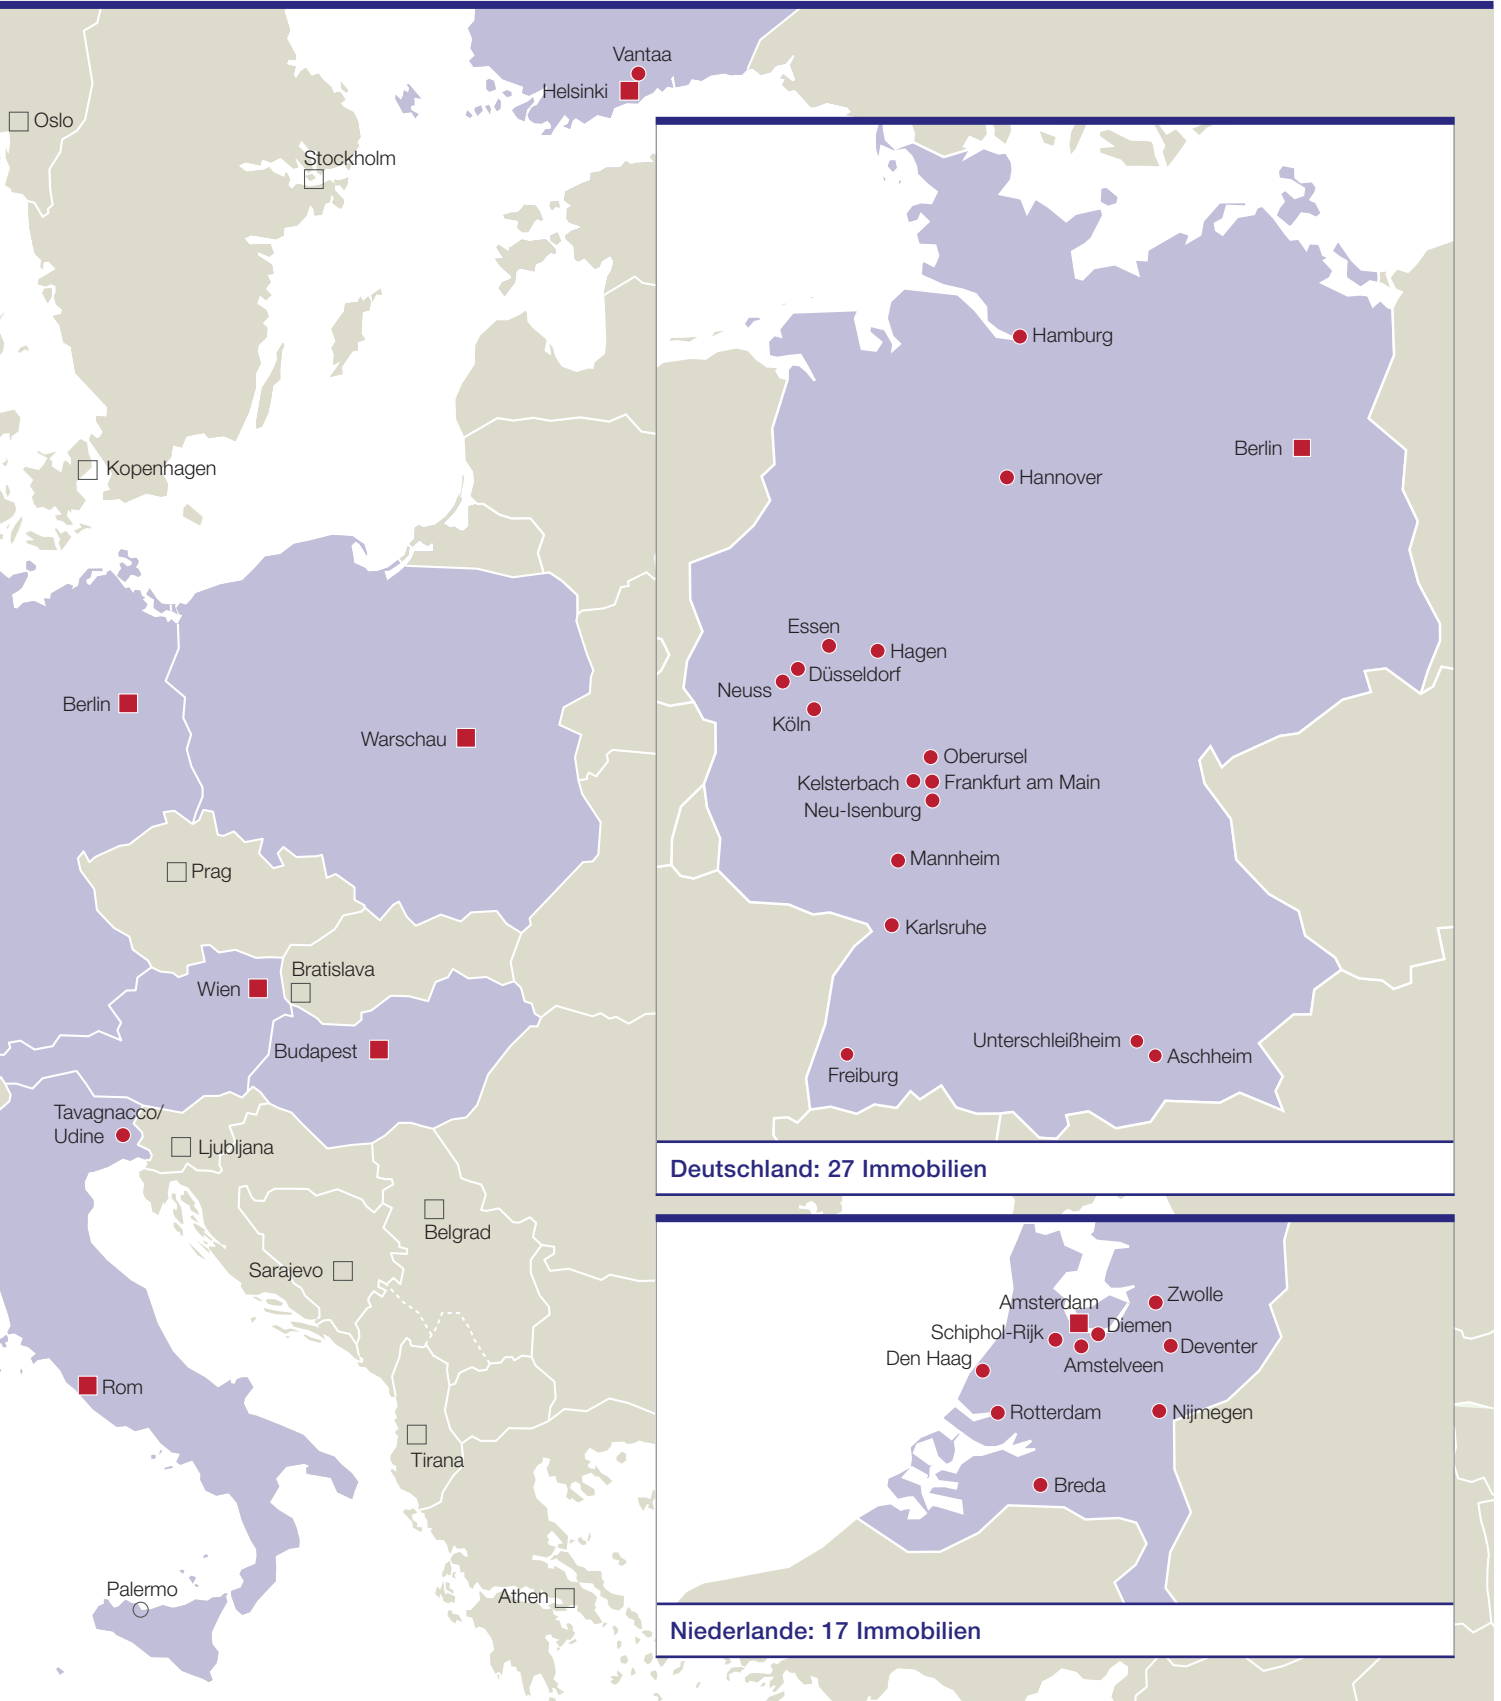 Vantaa
Helsinki
Oslo
Stockholm
Kopenhagen
Berlin
Warschau
Prag
Bratislava
Wien
Budapest
Tavagnacco/
Udine
Ljubljana
Belgrad
Sarajevo
Rom
Tirana
Palermo
Athen
Hamburg
Berlin
Hannover
Essen
Hagen
Düsseldorf
Neuss
Köln
Oberursel
Kelsterbach
Frankfurt am Main
Neu-Isenburg
Mannheim
Karlsruhe
Unterschleißheim
Aschheim
Freiburg
Deutschland: 27 Immobilien
Zwolle
Amsterdam
Diemen
Schiphol-Rijk
Deventer
Den Haag
Amstelveen
Rotterdam
Nijmegen
Breda
Niederlande: 17 Immobilien